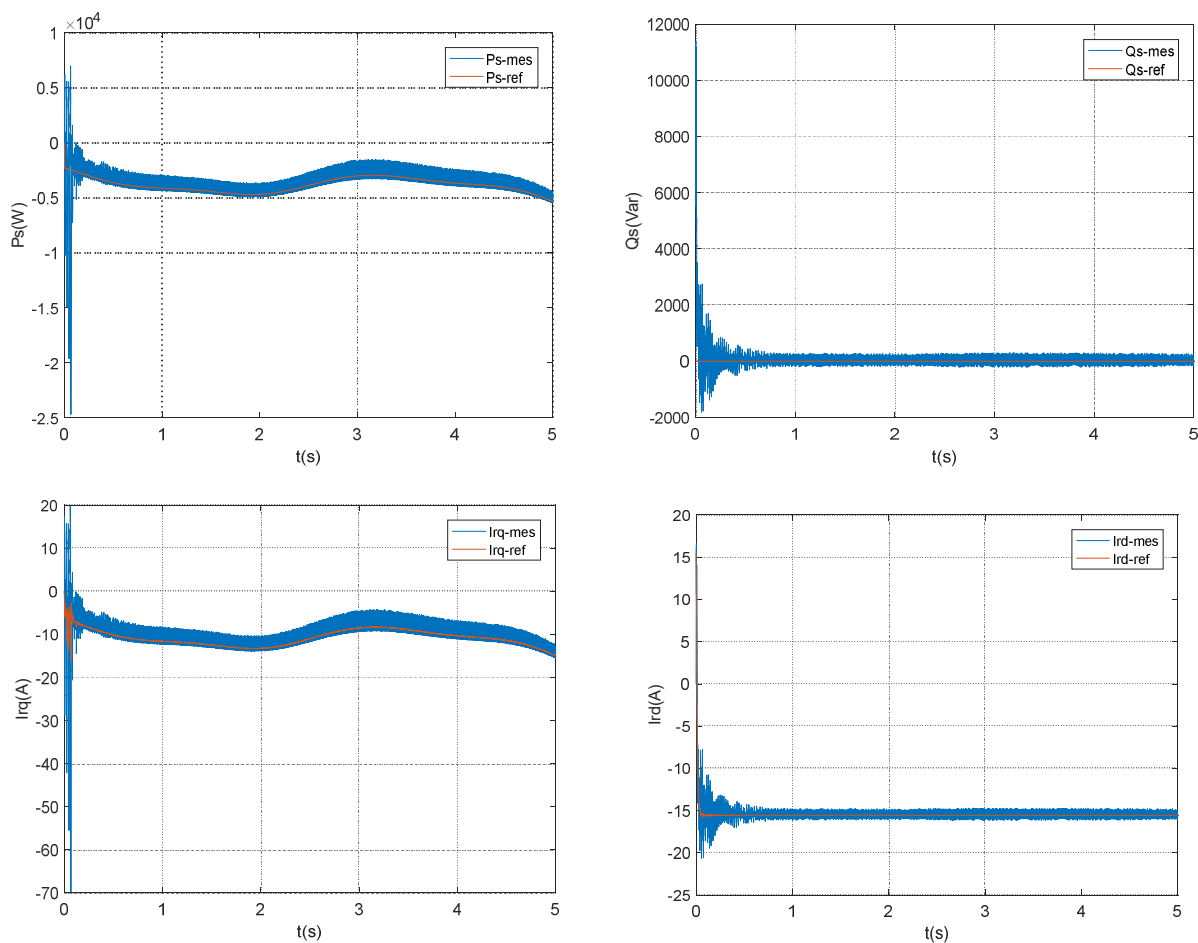 ×10⁴
1
0.5
0
-0.5
-1
-1.5
-2
-2.5
Ps(W)
Ps-mes
Ps-ref
0 1 2 3 4 5
t(s)
12000
10000
8000
6000
4000
2000
0
-2000
Qs(Var)
Qs-mes
Qs-ref
0 1 2 3 4 5
t(s)
20
10
0
-10
-20
-30
-40
-50
-60
-70
Irq(A)
Irq-mes
Irq-ref
0 1 2 3 4 5
t(s)
20
15
10
5
0
-5
-10
-15
-20
-25
Ird(A)
Ird-mes
Ird-ref
0 1 2 3 4 5
t(s)